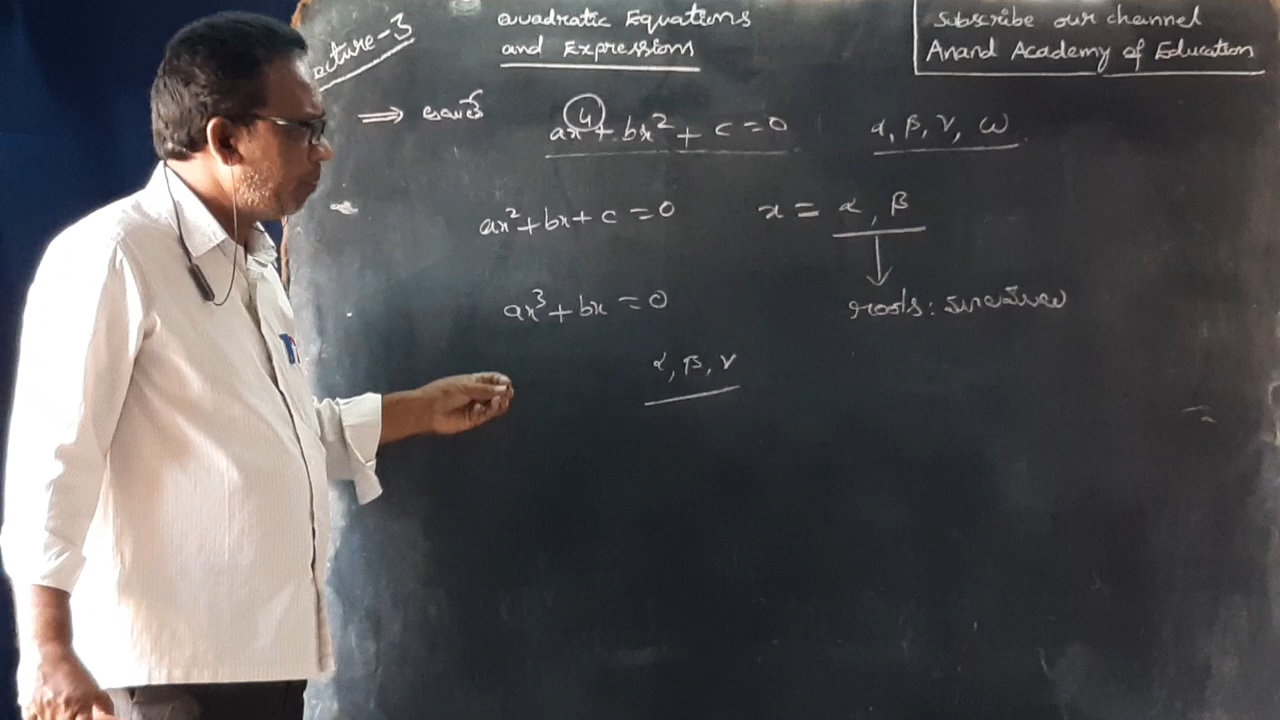 Lecture-3
Quadratic Equations
and Expressions
Subscribe our channel
Anand Academy of Education
⇒ ax⁴ + bx² + c = 0 α, β, γ, ω
ax² + bx + c = 0 x = α, β
ax³ + bx = 0 roots: మూలములు
α, β, γ